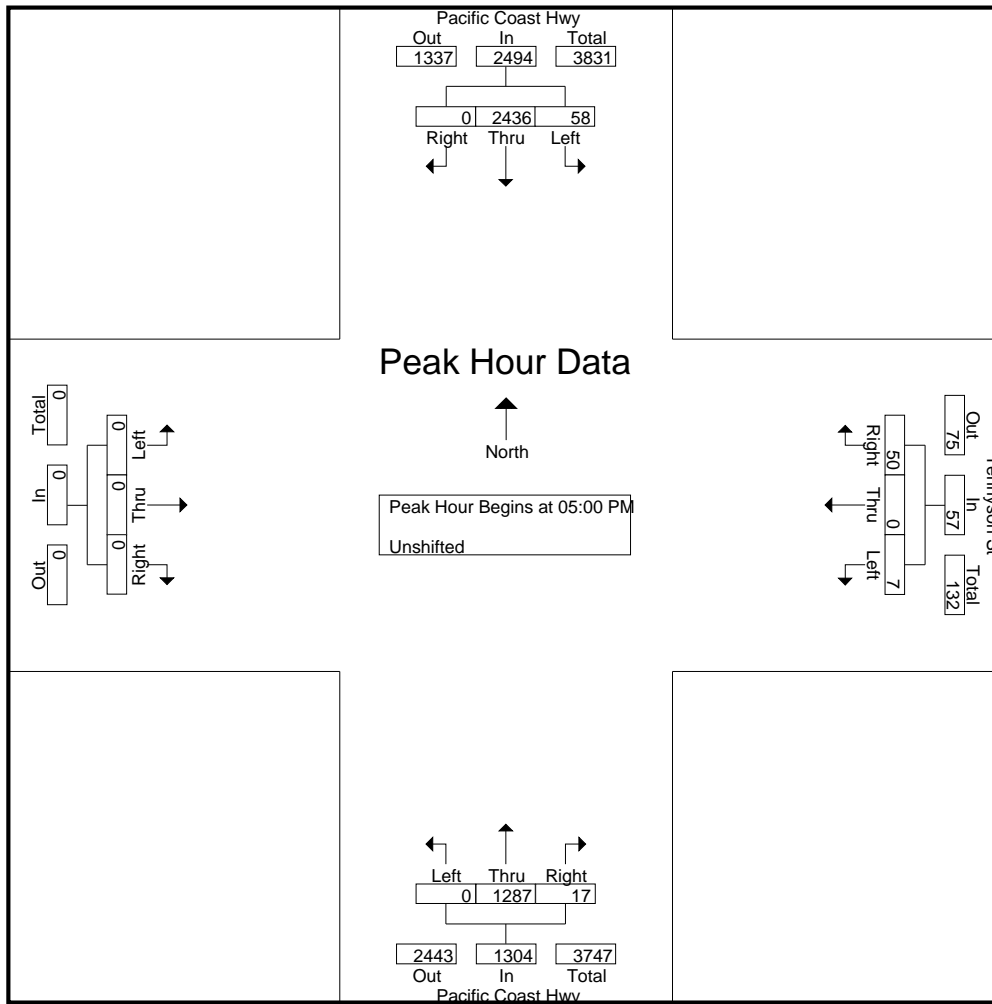 Pacific Coast Hwy
Out In Total
1337 2494 3831
0 2436 58
Right Thru Left
Peak Hour Data
North
Peak Hour Begins at 05:00 PM
Unshifted
Total In Out
0 0 0
0 0 0
Left Thru Right
Out In Total
75 57 132
50 0 7
Right Thru Left
Tennyson St
Left Thru Right
0 1287 17
2443 1304 3747
Out In Total
Pacific Coast Hwy